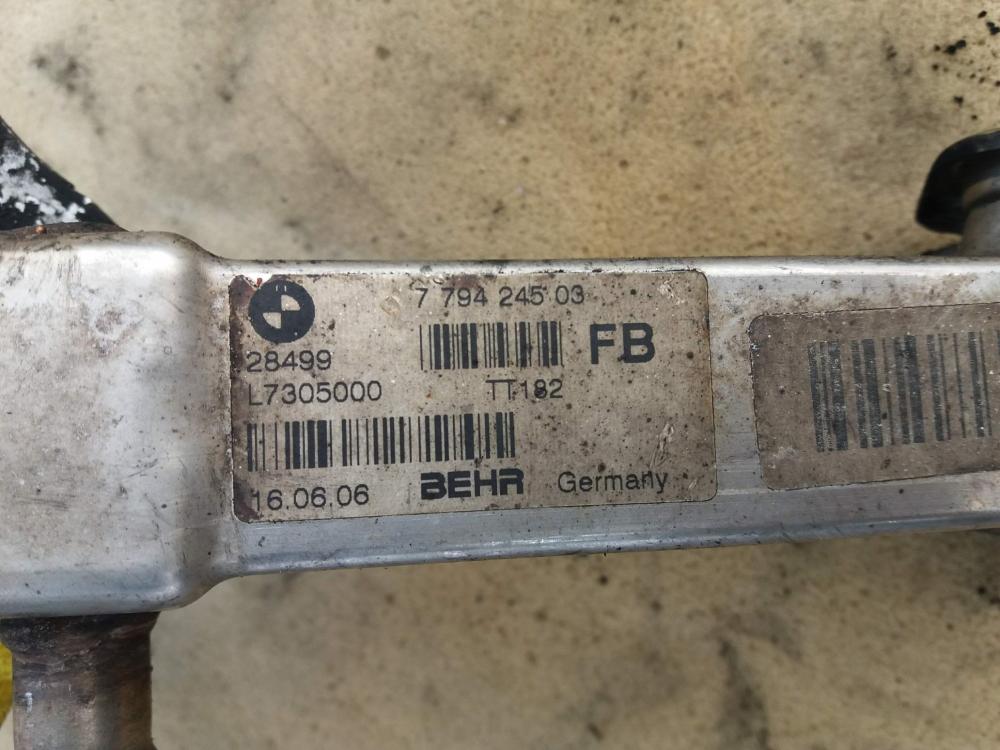 7 794 245 03
FB
28499
L7305000 TT182
16.06.06 BEHR Germany